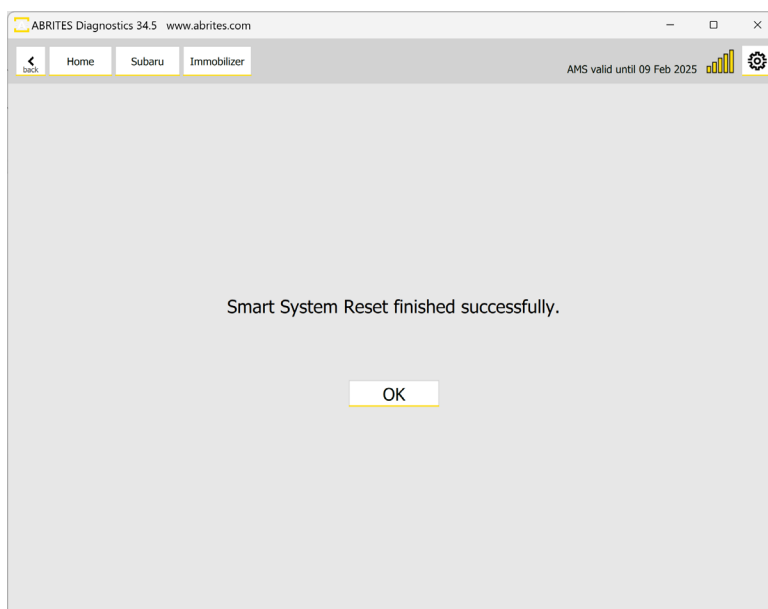 ABRITES Diagnostics 34.5 www.abrites.com
back
Home
Subaru
Immobilizer
AMS valid until 09 Feb 2025
Smart System Reset finished successfully.
OK